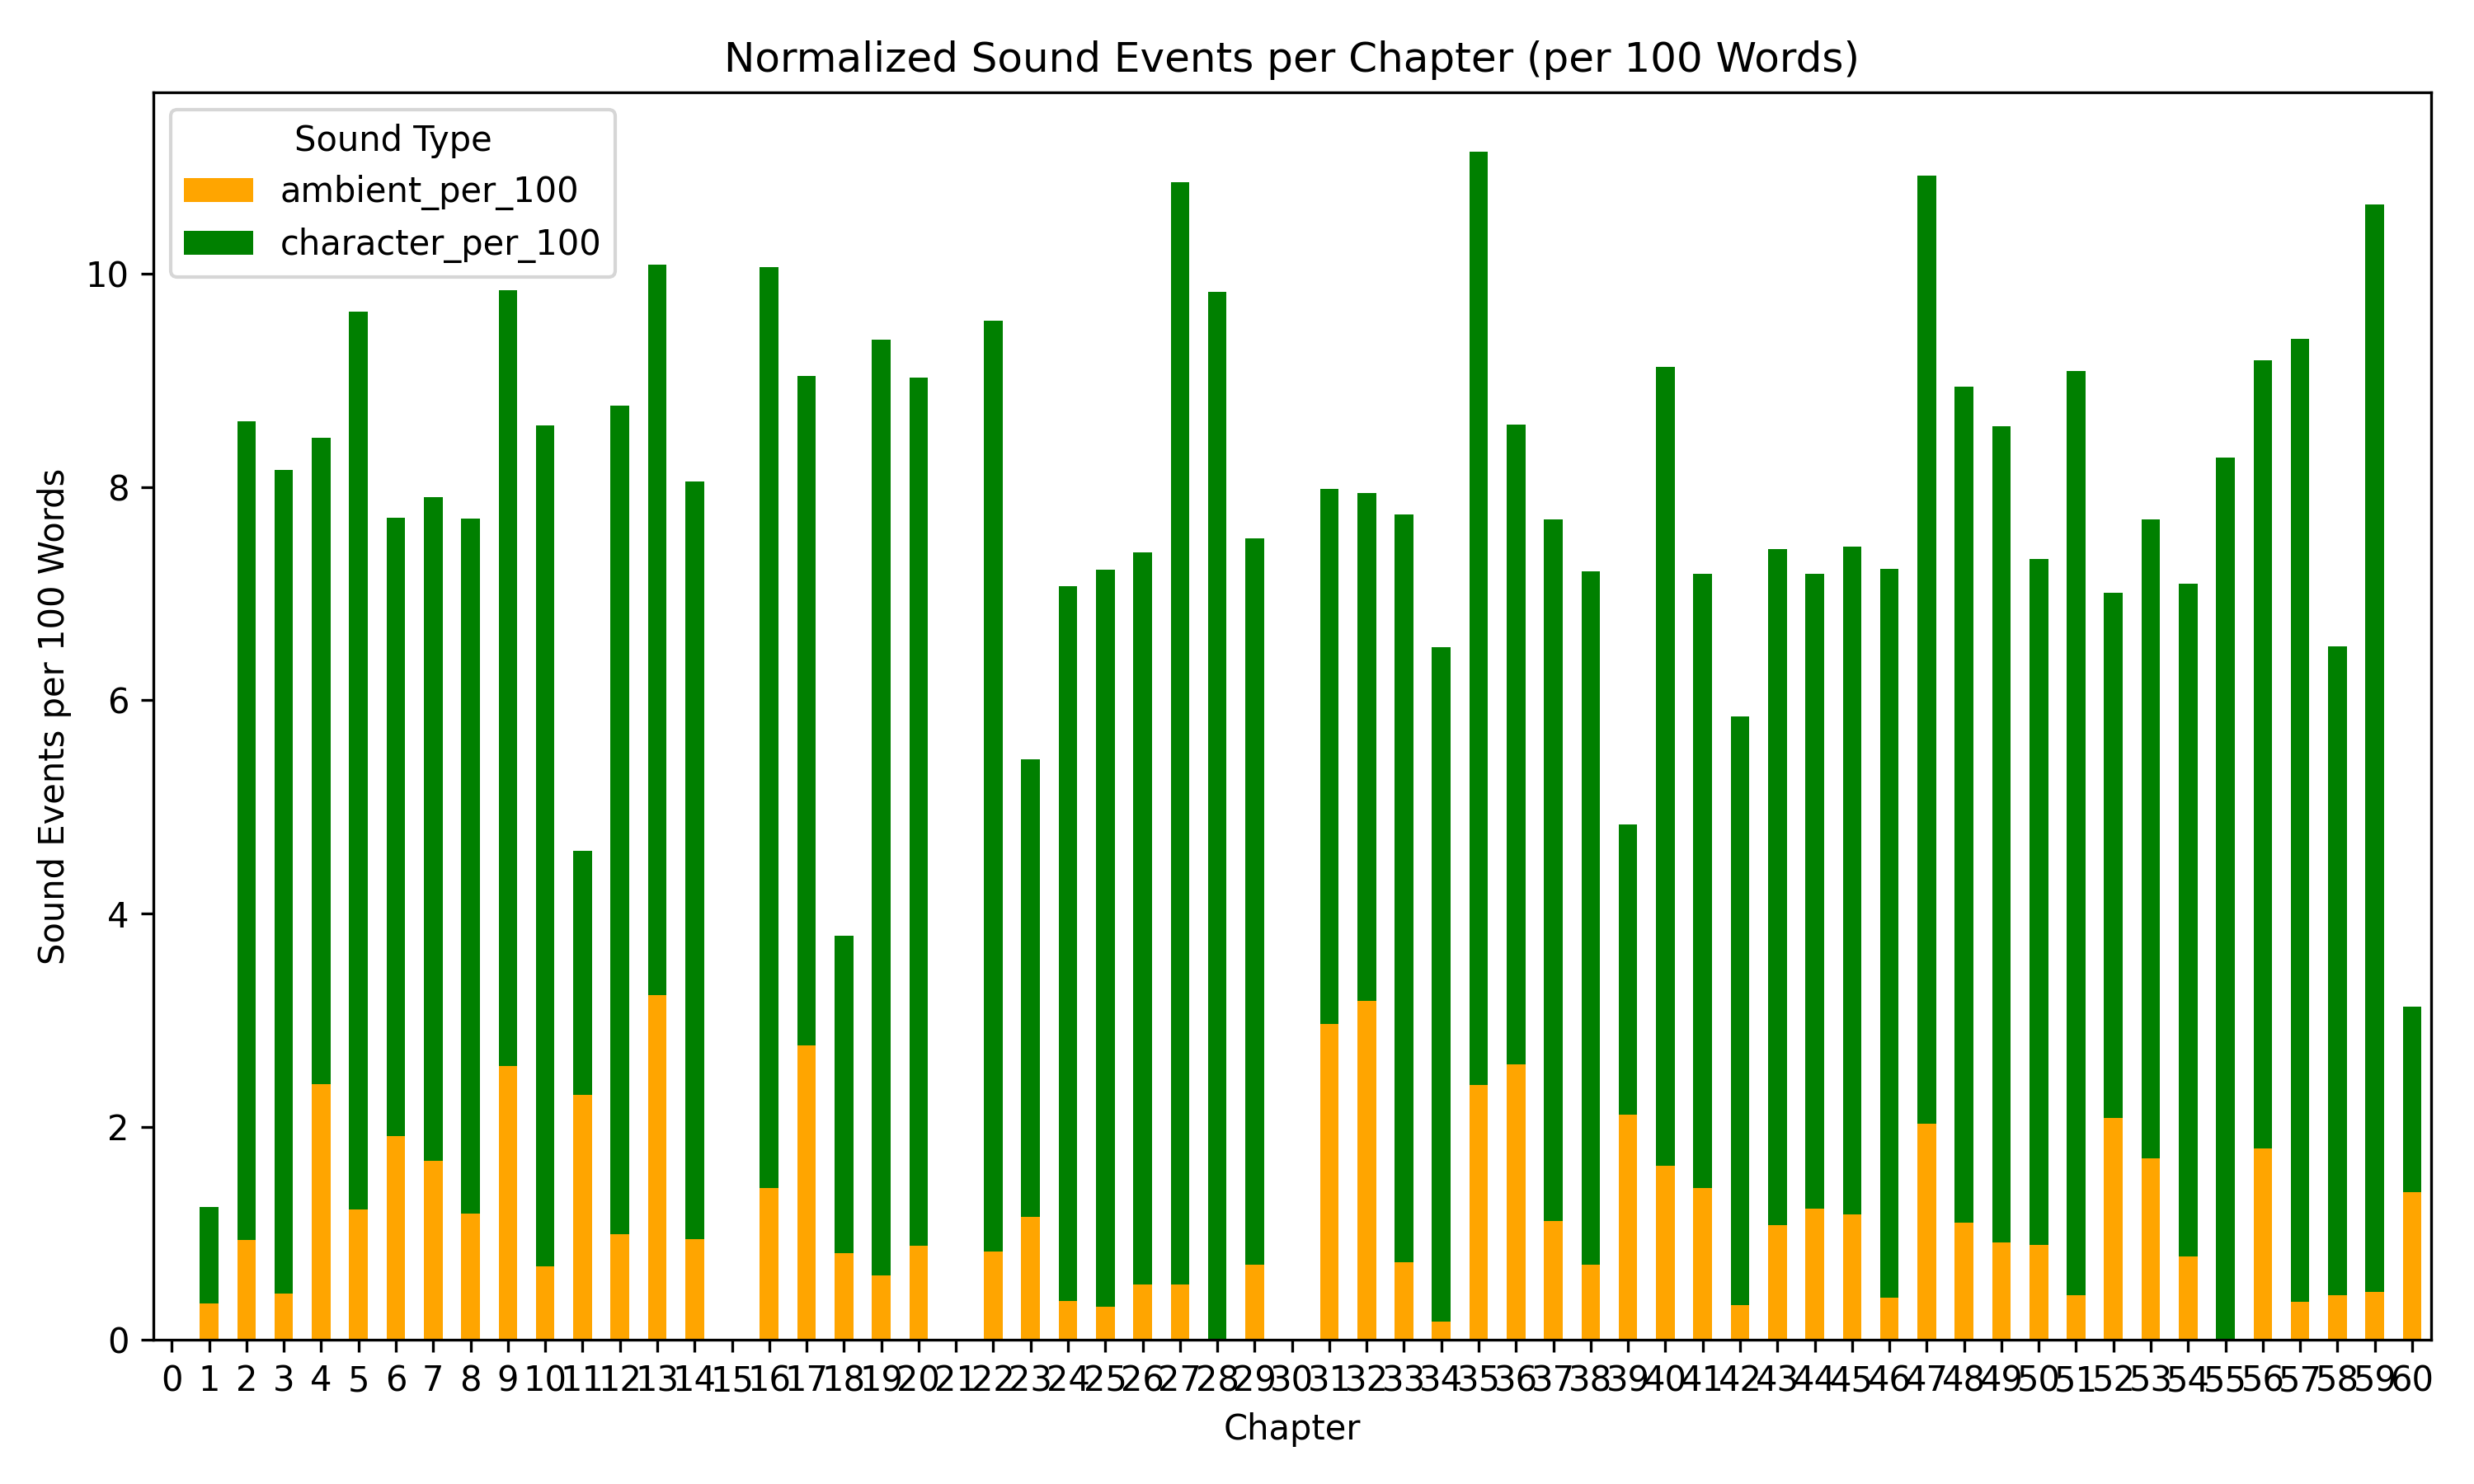 Normalized Sound Events per Chapter (per 100 Words)
Sound Type
ambient_per_100
character_per_100
10
8
6
4
2
0
Sound Events per 100 Words
0 1 2 3 4 5 6 7 8 9 10 11 12 13 14 15 16 17 18 19 20 21 22 23 24 25 26 27 28 29 30 31 32 33 34 35 36 37 38 39 40 41 42 43 44 45 46 47 48 49 50 51 52 53 54 55 56 57 58 59 60
Chapter